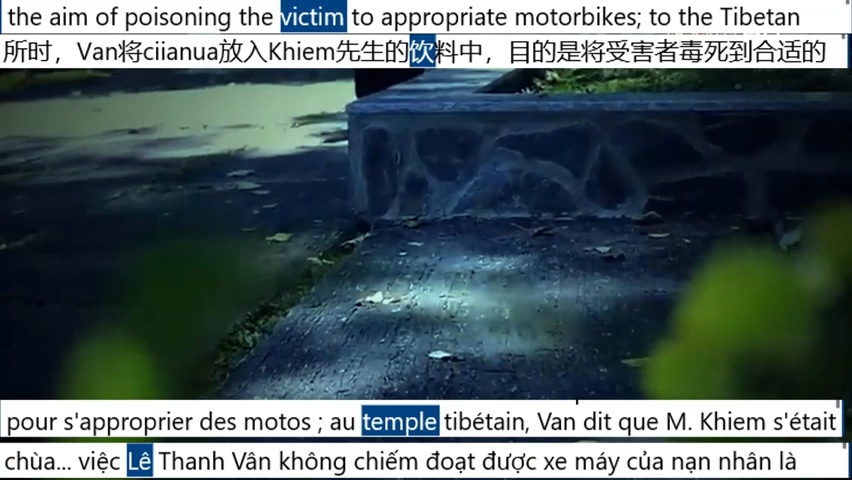 the aim of poisoning the victim to appropriate motorbikes; to the Tibetan
所时，Van将ciianua放入Khiem先生的饮料中，目的是将受害者毒死到合适的
pour s'approprier des motos ; au temple tibétain, Van dit que M. Khiem s'était
chùa... việc Lê Thanh Vân không chiếm đoạt được xe máy của nạn nhân là